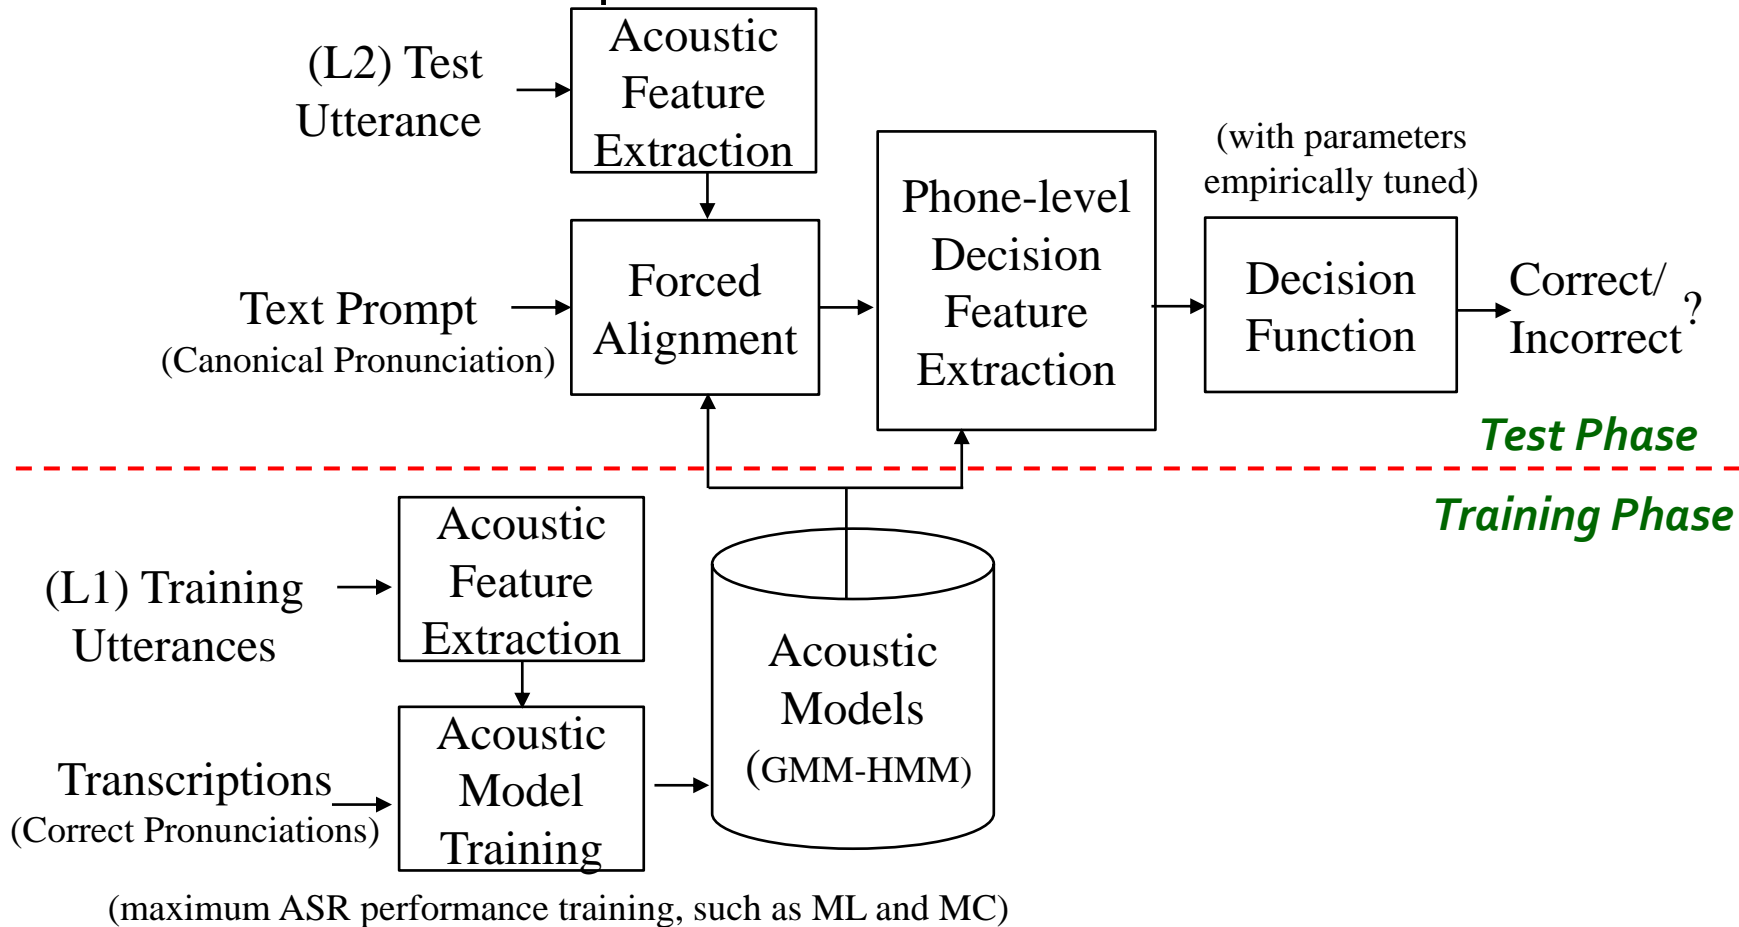 (L2) Test
Utterance
Acoustic
Feature
Extraction
Text Prompt
(Canonical Pronunciation)
Forced
Alignment
Phone-level
Decision
Feature
Extraction
(with parameters
empirically tuned)
Decision
Function
Correct/
Incorrect
?
Test Phase
Training Phase
(L1) Training
Utterances
Acoustic
Feature
Extraction
Transcriptions
(Correct Pronunciations)
Acoustic
Model
Training
Acoustic
Models
(GMM-HMM)
(maximum ASR performance training, such as ML and MC)